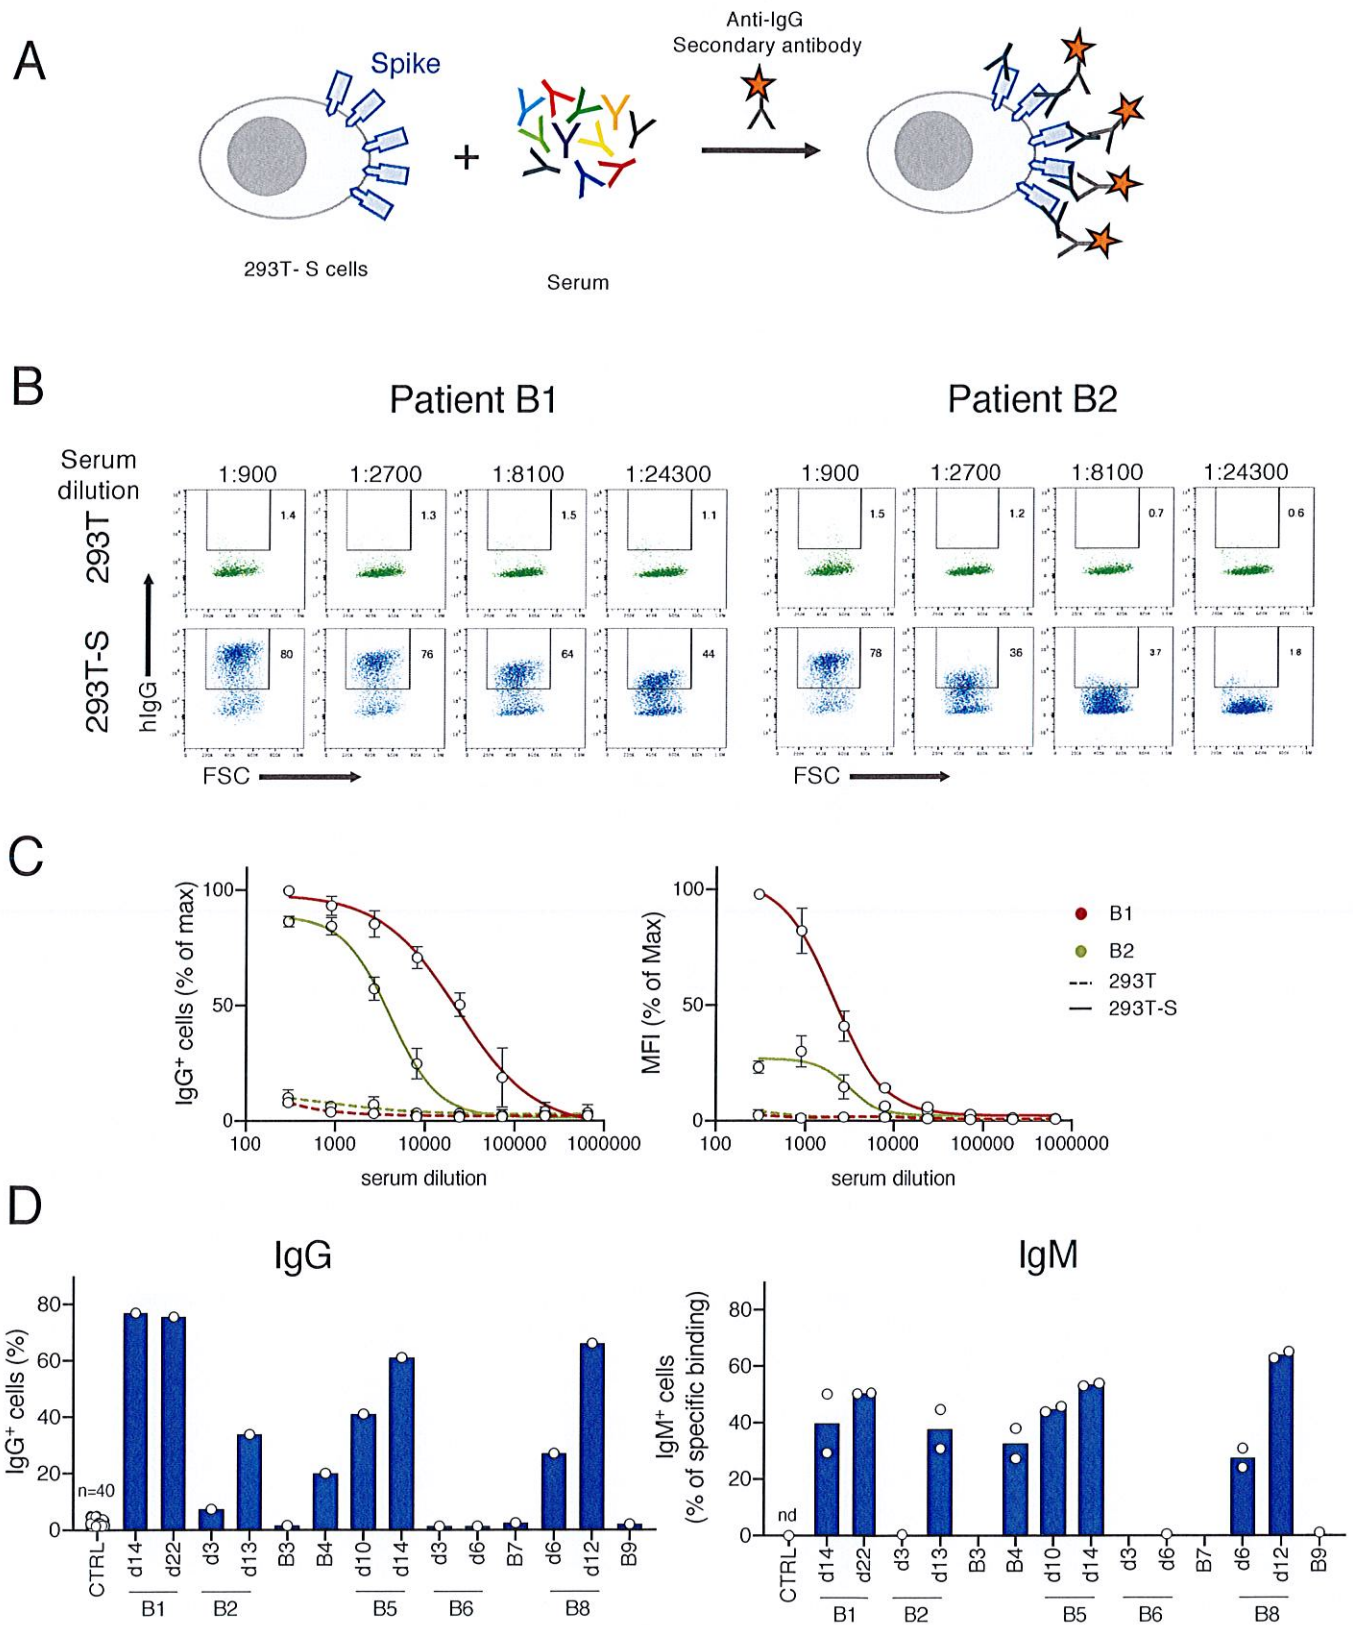 A
Spike
Anti-IgG
Secondary antibody
+
293T- S cells
Serum
B
Patient B1
Patient B2
Serum
dilution
1:900
1:2700
1:8100
1:24300
1:900
1:2700
1:8100
1:24300
293T
1.4
1.3
1.5
1.1
1.5
1.2
0.7
0.6
293T-S
80
76
64
44
78
36
37
18
hIgG
FSC
FSC
C
IgG+ cells (% of max)
100
50
0
100
1000
10000
100000
1000000
serum dilution
MFI (% of Max)
100
50
0
100
1000
10000
100000
1000000
serum dilution
B1
B2
293T
293T-S
D
IgG
IgG+ cells (%)
80
60
40
20
0
n=40
CTRL
d14
d22
d3
d13
B3
B4
d10
d14
d3
d6
B7
d6
d12
B9
B1
B2
B5
B6
B8
IgM
IgM+ cells
(% of specific binding)
80
60
40
20
0
nd
CTRL
d14
d22
d3
d13
B3
B4
d10
d14
d3
d6
B7
d6
d12
B9
B1
B2
B5
B6
B8